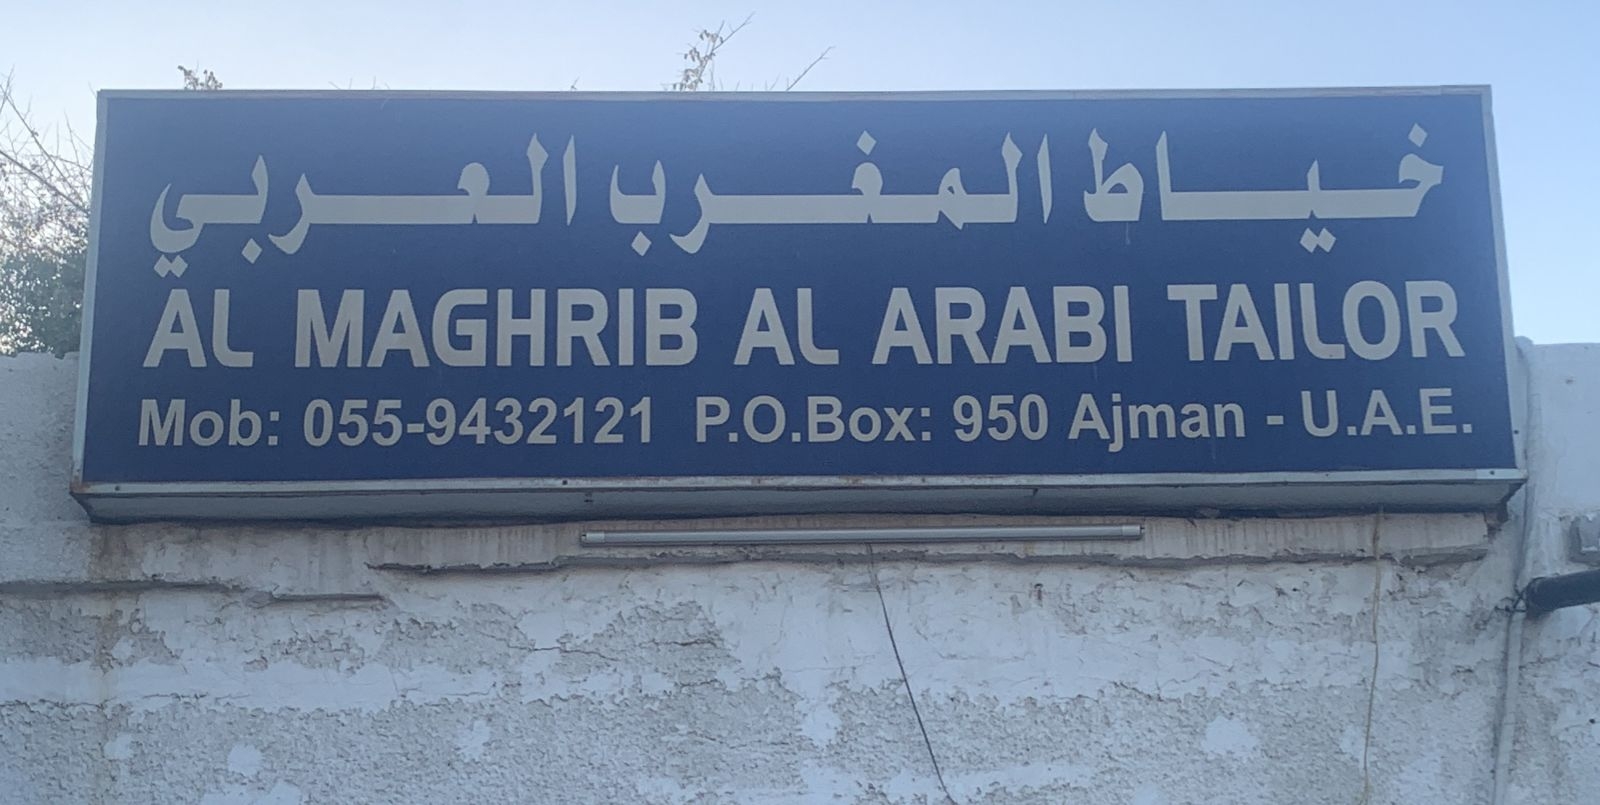 خياط المغرب العربي
AL MAGHRIB AL ARABI TAILOR
Mob: 055-9432121 P.O.Box: 950 Ajman - U.A.E.